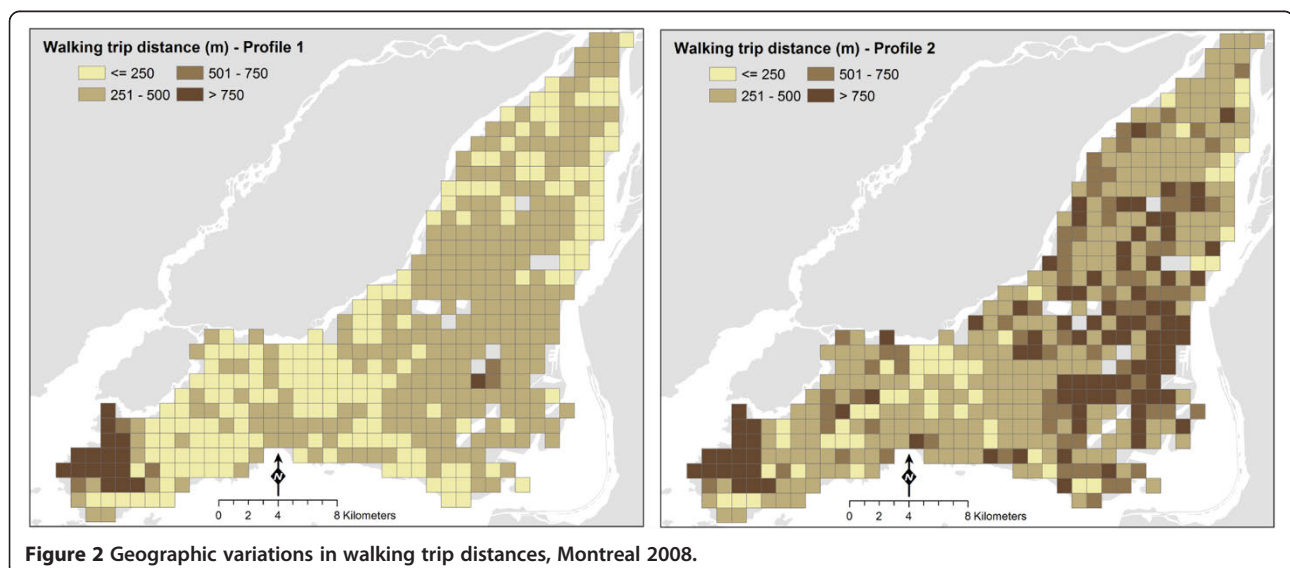 Walking trip distance (m) - Profile 1
<= 250
501 - 750
251 - 500
> 750
N
0 2 4 8 Kilometers
Walking trip distance (m) - Profile 2
<= 250
501 - 750
251 - 500
> 750
N
0 2 4 8 Kilometers
Figure 2 Geographic variations in walking trip distances, Montreal 2008.